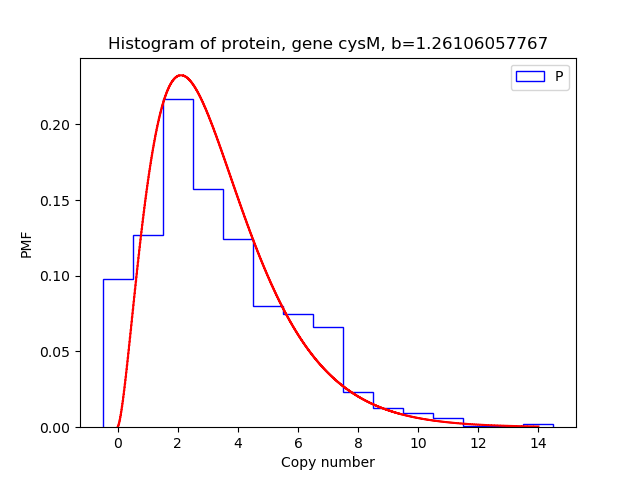 Histogram of protein, gene cysM, b=1.26106057767
P
0.20
0.15
0.10
0.05
0.00
PMF
0 2 4 6 8 10 12 14
Copy number